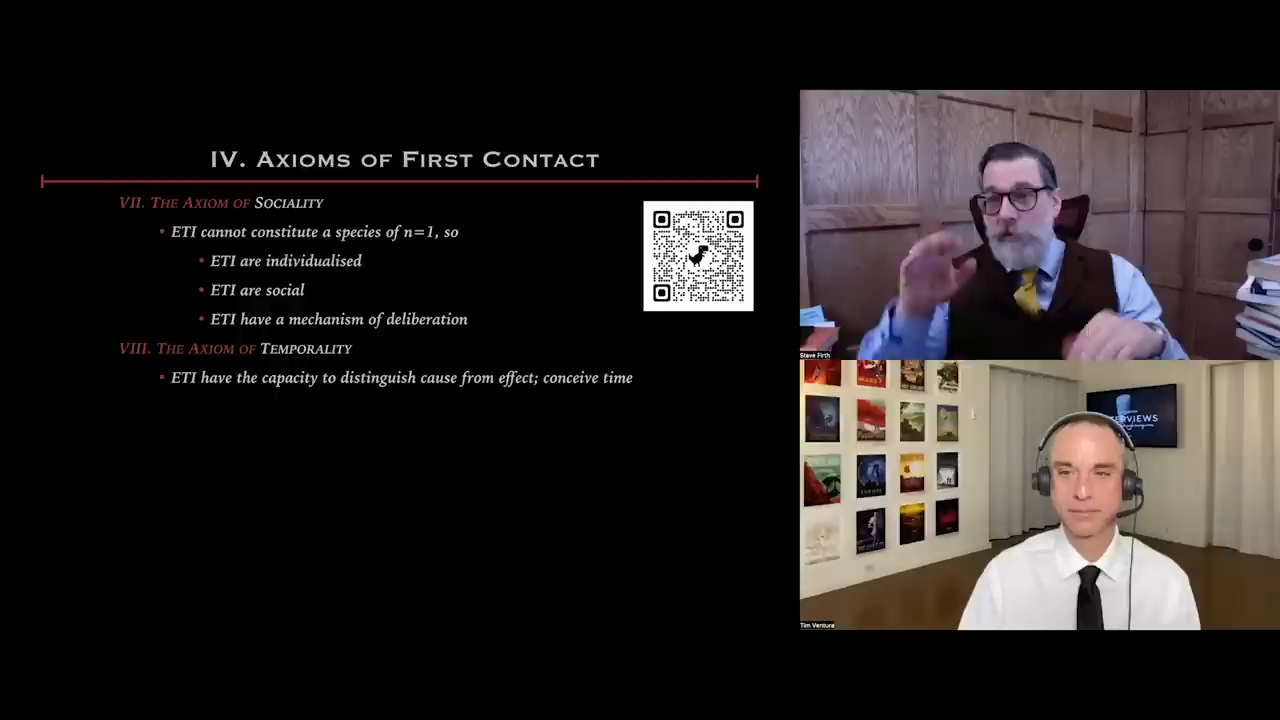 IV. Axioms of First Contact
VII. The Axiom of Sociality
• ETI cannot constitute a species of n=1, so
• ETI are individualised
• ETI are social
• ETI have a mechanism of deliberation
VIII. The Axiom of Temporality
• ETI have the capacity to distinguish cause from effect; conceive time
Steve Firth
Tim Ventura